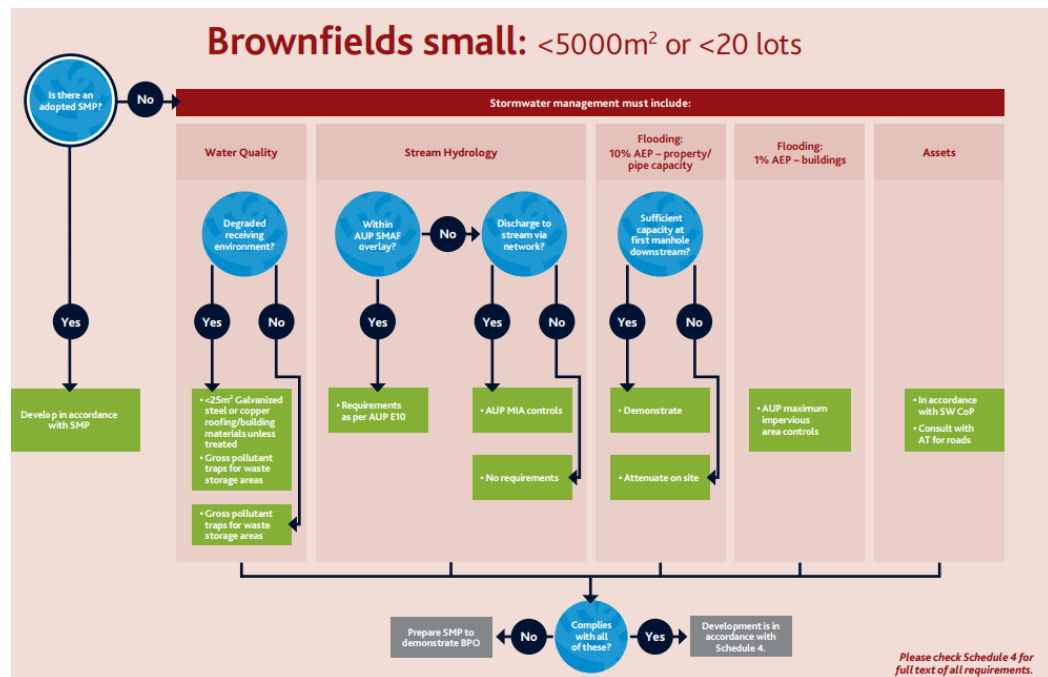 Brownfields small: <5000m² or <20 lots
Is there an
adopted SMP?
No
Stormwater management must include:
Water Quality
Stream Hydrology
Flooding:
10% AEP – property/
pipe capacity
Flooding:
1% AEP – buildings
Assets
Degraded
receiving
environment?
Within
AUP SMAF
overlay?
No
Discharge to
stream via
network?
Sufficient
capacity at
first manhole
downstream?
Yes
Yes
No
Yes
Yes
No
Yes
No
Develop in accordance
with SMP
• <25m² Galvanized
steel or copper
roofing/building
materials unless
treated
• Gross pollutant
traps for waste
storage areas
• Gross pollutant
traps for waste
storage areas
• Requirements
as per AUP E10
• AUP MIA controls
• No requirements
• Demonstrate
• Attenuate on site
• AUP maximum
impervious
area controls
• In accordance
with SW CoP
• Consult with
AT for roads
Prepare SMP to
demonstrate BPO
No
Complies
with all
of these?
Yes
Development is in
accordance with
Schedule 4.
Please check Schedule 4 for
full text of all requirements.